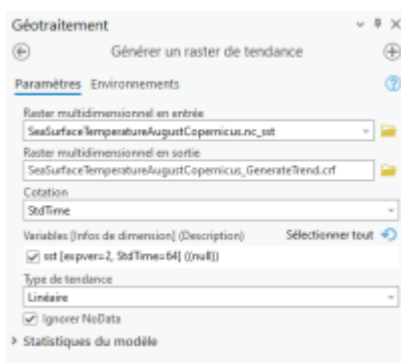 Géotraitement
Générer un raster de tendance
Paramètres Environnements
Raster multidimensionnel en entrée
SeaSurfaceTemperatureAugustCopernicus.nc_sst
Raster multidimensionnel en sortie
SeaSurfaceTemperatureAugustCopernicus_GenerateTrend.crf
Cotation
StdTime
Variables [Infos de dimension] (Description) Sélectionner tout
sst [expver=2, StdTime=64] ((null))
Type de tendance
Linéaire
Ignorer NoData
Statistiques du modèle